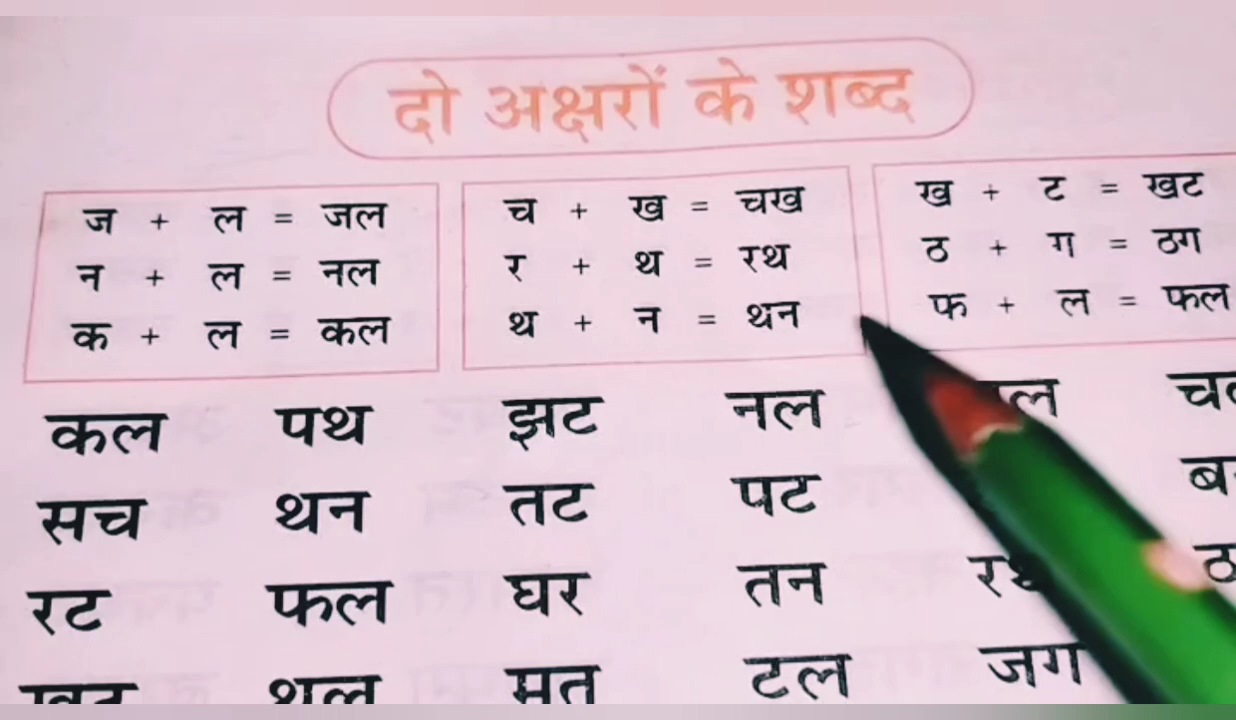 दो अक्षरों के शब्द
ज + ल = जल
न + ल = नल
क + ल = कल
च + ख = चख
र + थ = रथ
थ + न = थन
ख + ट = खट
ठ + ग = ठग
फ + ल = फल
कल पथ झट नल
सच थन तट पट
रट फल घर तन
थल मत टल जग